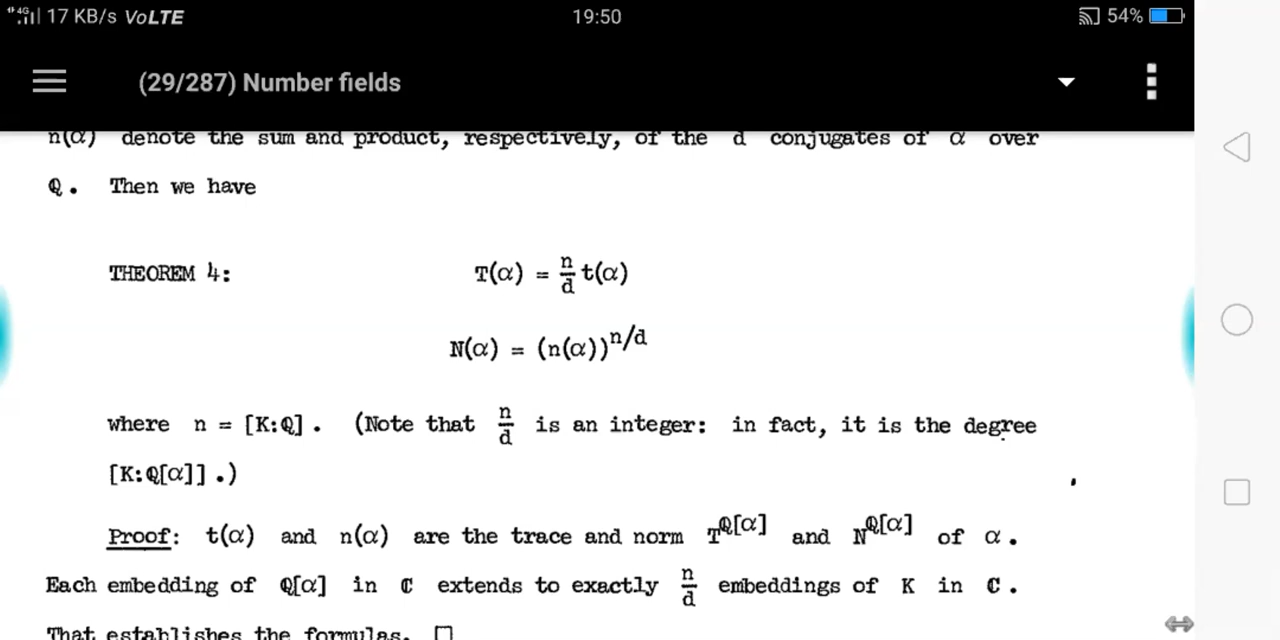 4G 17 KB/s VoLTE 19:50 54%
(29/287) Number fields
n(α) denote the sum and product, respectively, of the d conjugates of α over
ℚ. Then we have
THEOREM 4: T(α) = n/d t(α)
N(α) = (n(α))^n/d
where n = [K:ℚ]. (Note that n/d is an integer: in fact, it is the degree
[K:ℚ[α]].)
Proof: t(α) and n(α) are the trace and norm T^ℚ[α] and N^ℚ[α] of α.
Each embedding of ℚ[α] in ℂ extends to exactly n/d embeddings of K in ℂ.
That establishes the formulas. □